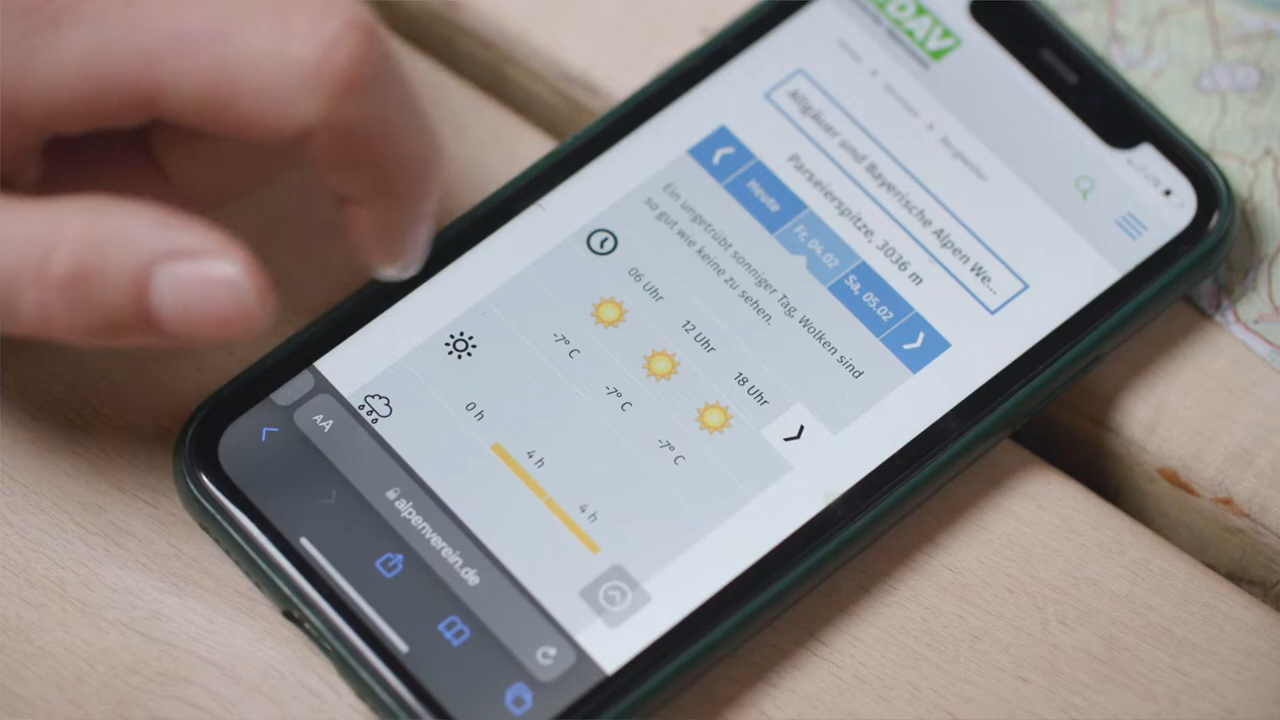 DAV
Allgäuer und Bayerische Alpen We...
Parseierspitze, 3036 m
Heute
Fr, 04.02
Sa, 05.02
Ein ungetrübt sonniger Tag, Wolken sind
so gut wie keine zu sehen.
06 Uhr
12 Uhr
18 Uhr
-7° C
-7° C
-7° C
0 h
4 h
4 h
AA
alpenverein.de